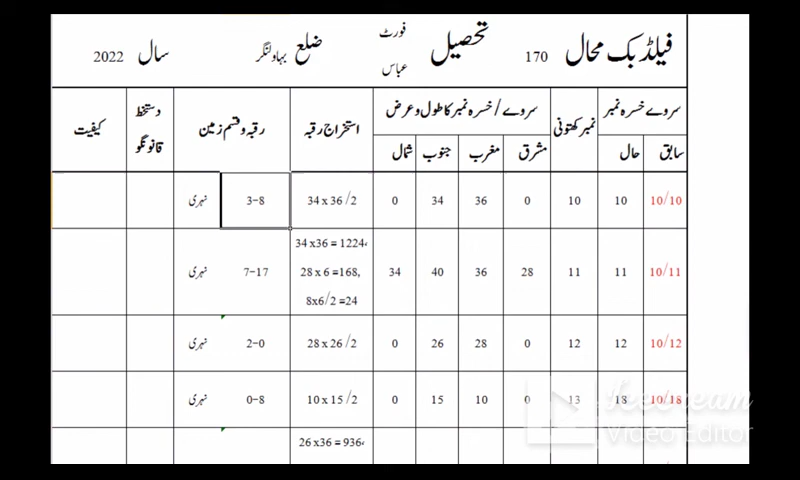 فیلڈ بک محال 170 تحصیل فورٹ عباس ضلع بہاولنگر سال 2022
سروے خسرہ نمبر نمبر کھتونی سروے / خسرہ نمبر کا طول و عرض استخراج رقبہ رقبہ و قسم زمین دستخط قانونگو کیفیت
سابق حال مشرق مغرب جنوب شمال
10/10 10 10 0 36 34 0 34 x 36 /2 3-8 نہری
10/11 11 11 28 36 40 34 34 x36 = 1224، 28 x 6 =168, 8x6/2 =24 7-17 نہری
10/12 12 12 0 28 26 0 28 x 26 /2 2-0 نہری
10/18 18 13 0 10 15 0 10 x 15 /2 0-8 نہری
26 x36 = 936،
FeeCream
Video Editor